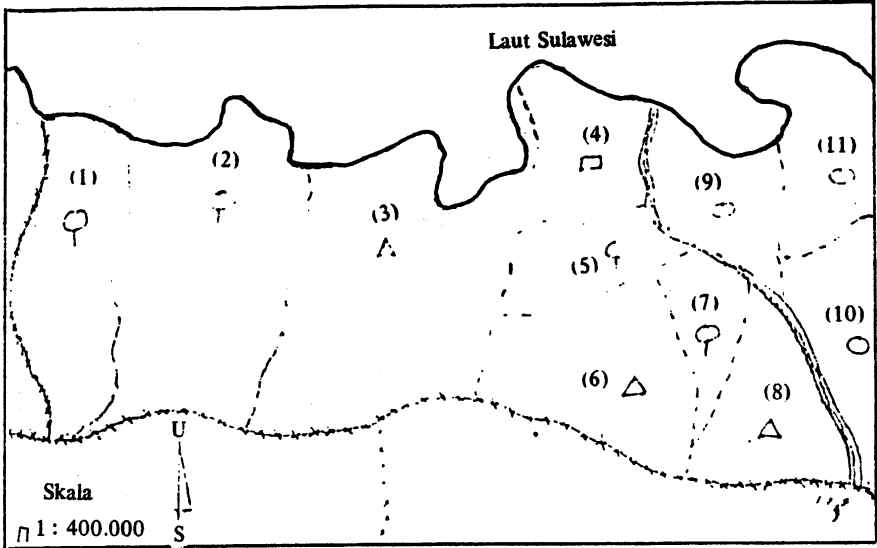 Laut Sulawesi
(1)
(2)
(3)
(4)
(5)
(6)
(7)
(8)
(9)
(10)
(11)
U
S
Skala
1 : 400.000